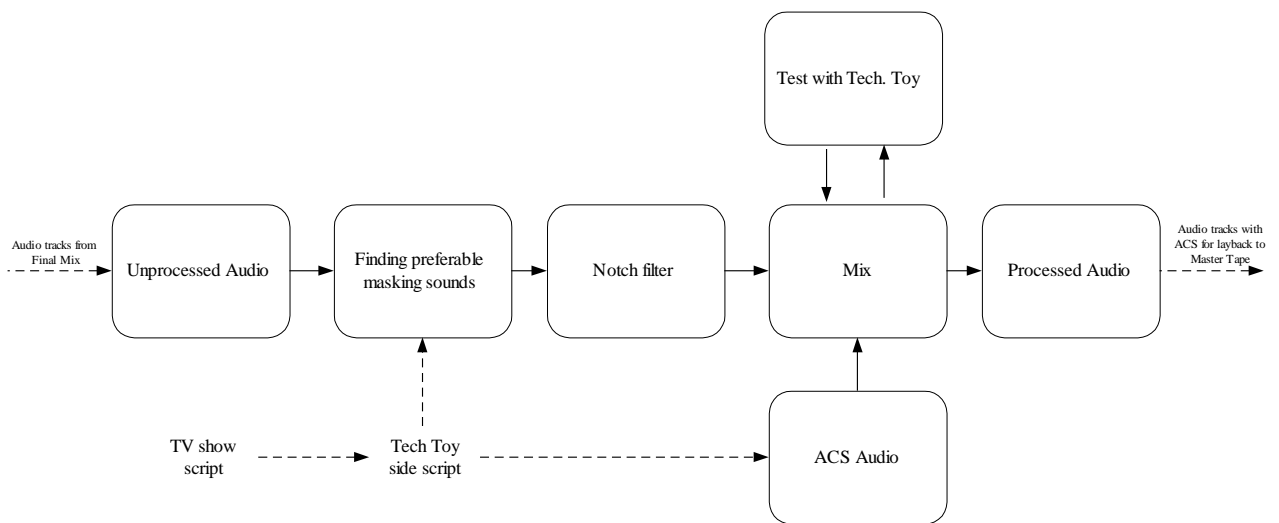 Test with Tech. Toy
Audio tracks from
Final Mix
Unprocessed Audio
Finding preferable
masking sounds
Notch filter
Mix
Processed Audio
Audio tracks with
ACS for layback to
Master Tape
TV show
script
Tech Toy
side script
ACS Audio